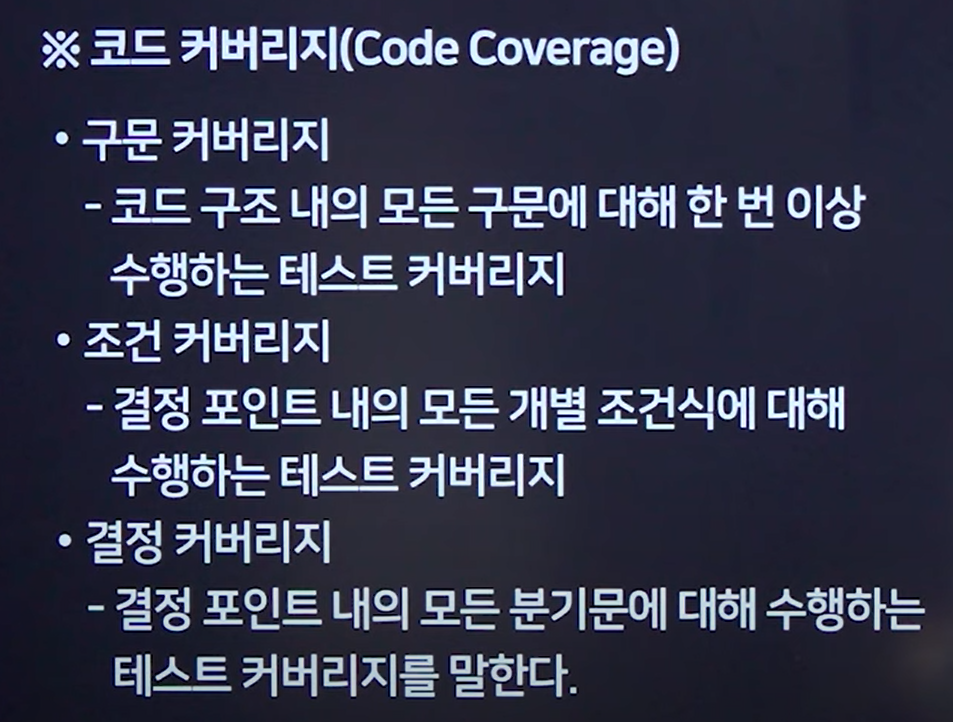 ※ 코드 커버리지(Code Coverage)
• 구문 커버리지
- 코드 구조 내의 모든 구문에 대해 한 번 이상
수행하는 테스트 커버리지
• 조건 커버리지
- 결정 포인트 내의 모든 개별 조건식에 대해
수행하는 테스트 커버리지
• 결정 커버리지
- 결정 포인트 내의 모든 분기문에 대해 수행하는
테스트 커버리지를 말한다.